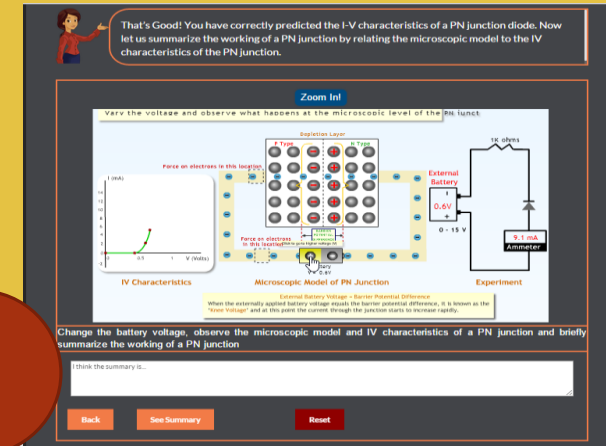 That's Good! You have correctly predicted the I-V characteristics of a PN junction diode. Now
let us summarize the working of a PN junction by relating the microscopic model to the IV
characteristics of the PN junction.
Zoom In!
Vary the voltage and observe what happens at the microscopic level of the PN junct
Depletion Layer
P Type
N Type
1K ohms
Force on electrons in this location
I (mA)
External
Battery
0.6V
0 - 15 V
Force on electrons
in this location
V (Volts)
9.1 mA
Ammeter
IV Characteristics
Microscopic Model of PN Junction
Experiment
External Battery Voltage = Barrier Potential Difference
When the externally applied battery voltage equals the barrier potential difference, it is known as the
"Knee Voltage" and at this point the current through the junction starts to increase rapidly.
Change the battery voltage, observe the microscopic model and IV characteristics of a PN junction and briefly
summarize the working of a PN junction
I think the summary is...
Back
See Summary
Reset